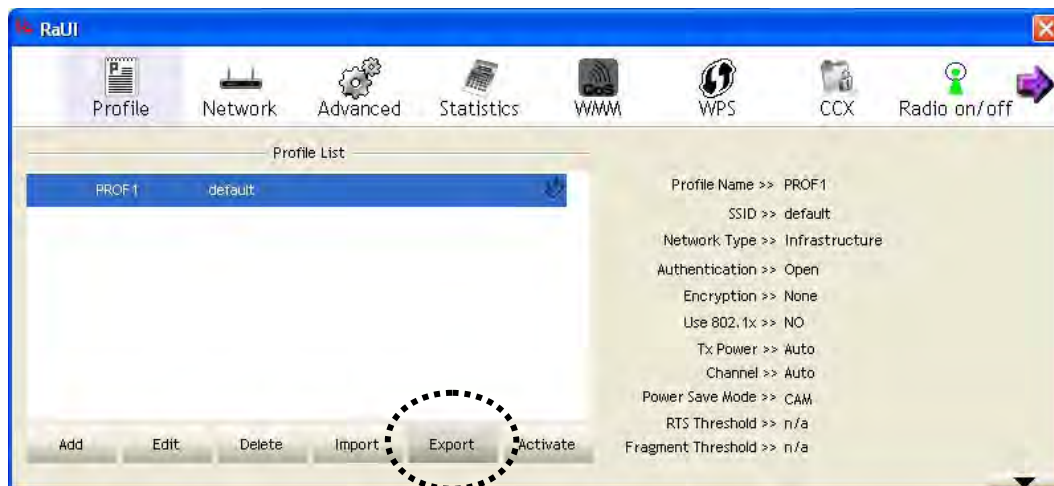 RaUI
Profile Network Advanced Statistics WMM WPS CCX Radio on/off
QoS
Profile List
PROF1 default
Profile Name >> PROF1
SSID >> default
Network Type >> Infrastructure
Authentication >> Open
Encryption >> None
Use 802.1x >> NO
Tx Power >> Auto
Channel >> Auto
Power Save Mode >> CAM
RTS Threshold >> n/a
Fragment Threshold >> n/a
Add Edit Delete Import Export Activate